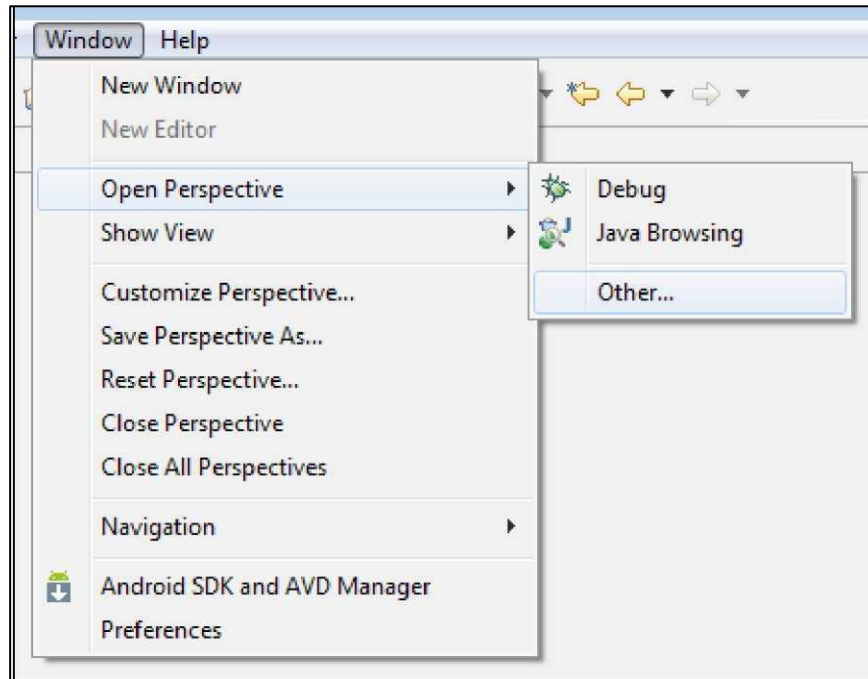 Window Help
New Window
New Editor
Open Perspective
Debug
Show View
Java Browsing
Other...
Customize Perspective...
Save Perspective As...
Reset Perspective...
Close Perspective
Close All Perspectives
Navigation
Android SDK and AVD Manager
Preferences